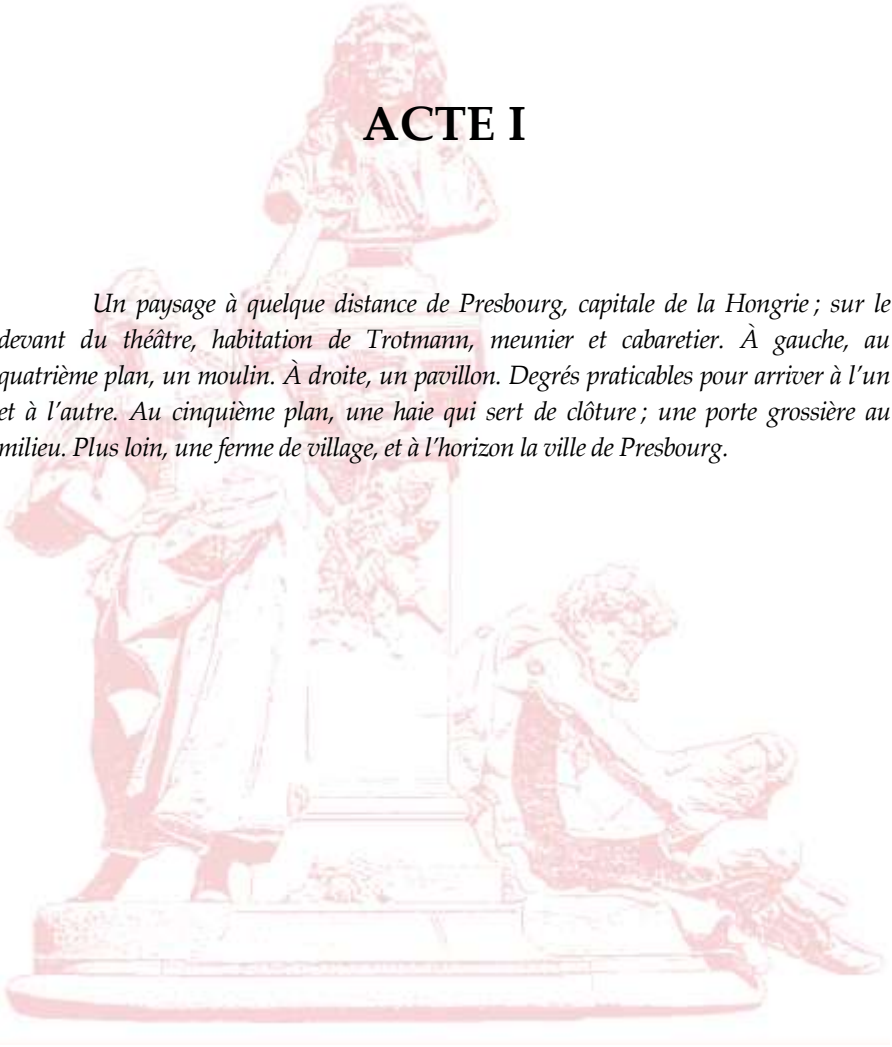 ACTE I
Un paysage à quelque distance de Presbourg, capitale de la Hongrie ; sur le
devant du théâtre, habitation de Trotmann, meunier et cabaretier. À gauche, au
quatrième plan, un moulin. À droite, un pavillon. Degrés praticables pour arriver à l'un
et à l'autre. Au cinquième plan, une haie qui sert de clôture ; une porte grossière au
milieu. Plus loin, une ferme de village, et à l'horizon la ville de Presbourg.